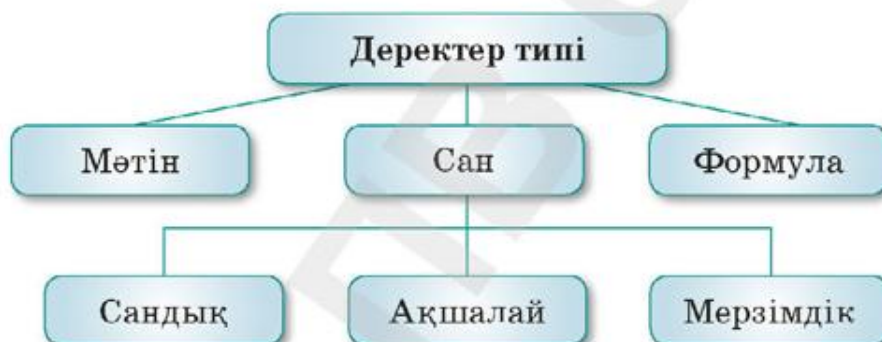 Деректер типі
Мәтін Сан Формула
Сандық Ақшалай Мерзімдік